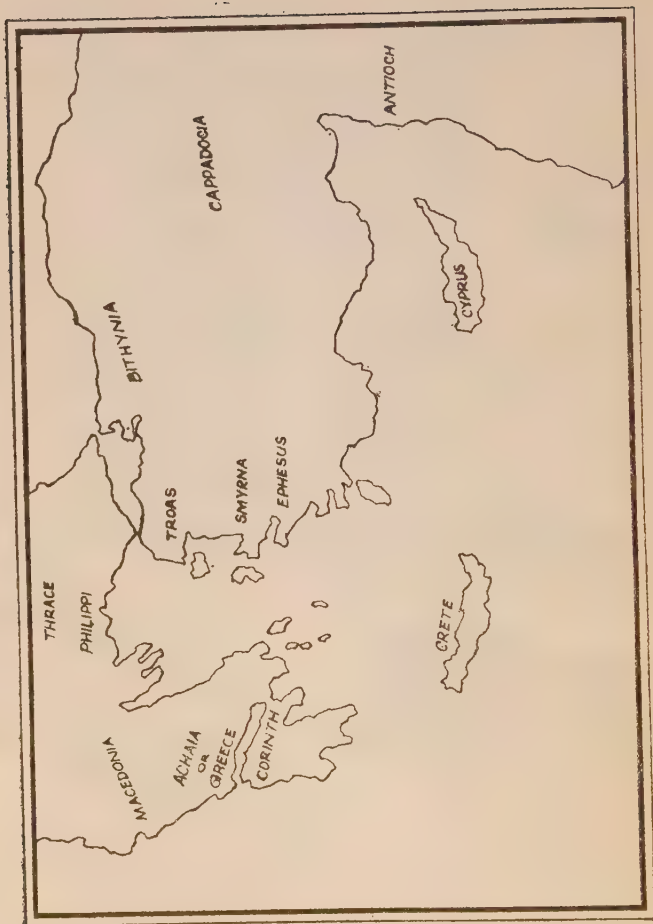 THRACE
PHILIPPI
MACEDONIA
ACHAIA
OR
GREECE
CORINTH
BITHYNIA
TROAS
SMYRNA
EPHESUS
CAPPADOCIA
ANTIOCH
CRETE
CYPRUS